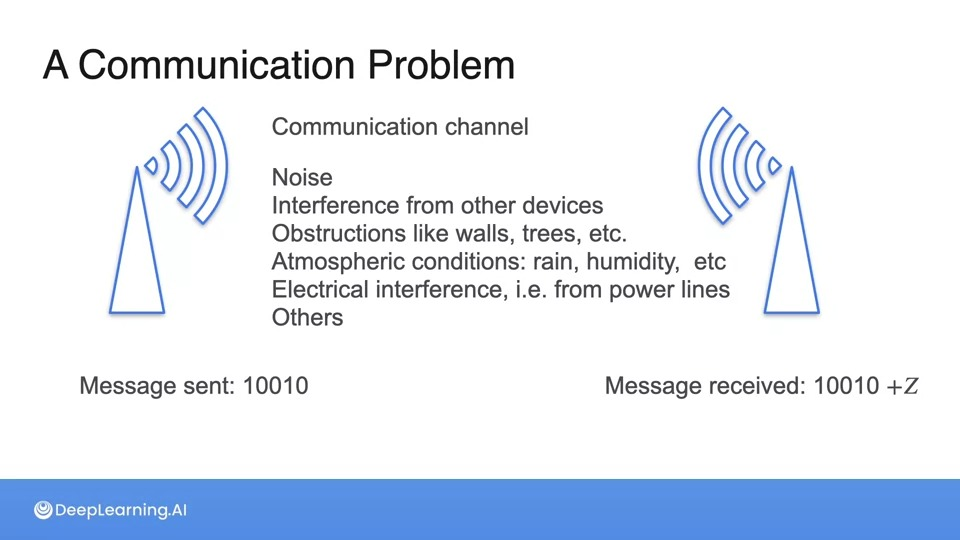 A Communication Problem
Communication channel
Noise
Interference from other devices
Obstructions like walls, trees, etc.
Atmospheric conditions: rain, humidity,  etc
Electrical interference, i.e. from power lines
Others
Message sent: 10010
Message received: 10010 +Z
DeepLearning.AI